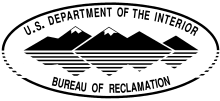 U.S. DEPARTMENT OF THE INTERIOR
BUREAU OF RECLAMATION